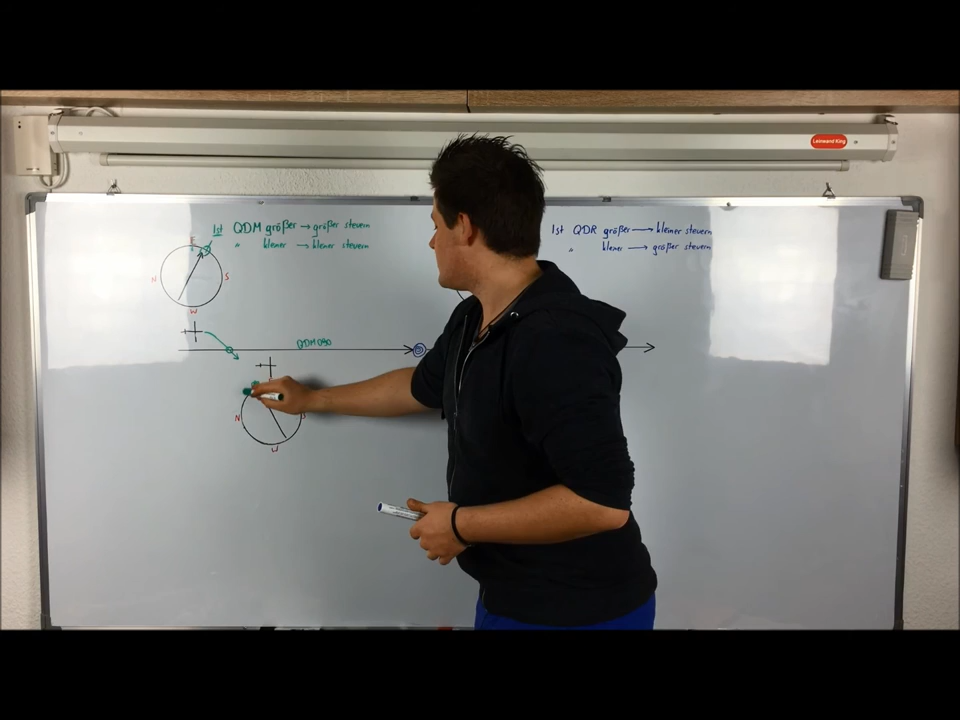 Leinwand King
Ist QDM größer → größer steuern
" kleiner → kleiner steuern
Ist QDR größer → kleiner steuern
" kleiner → größer steuern
E
N S
W
QDM 090
N
W